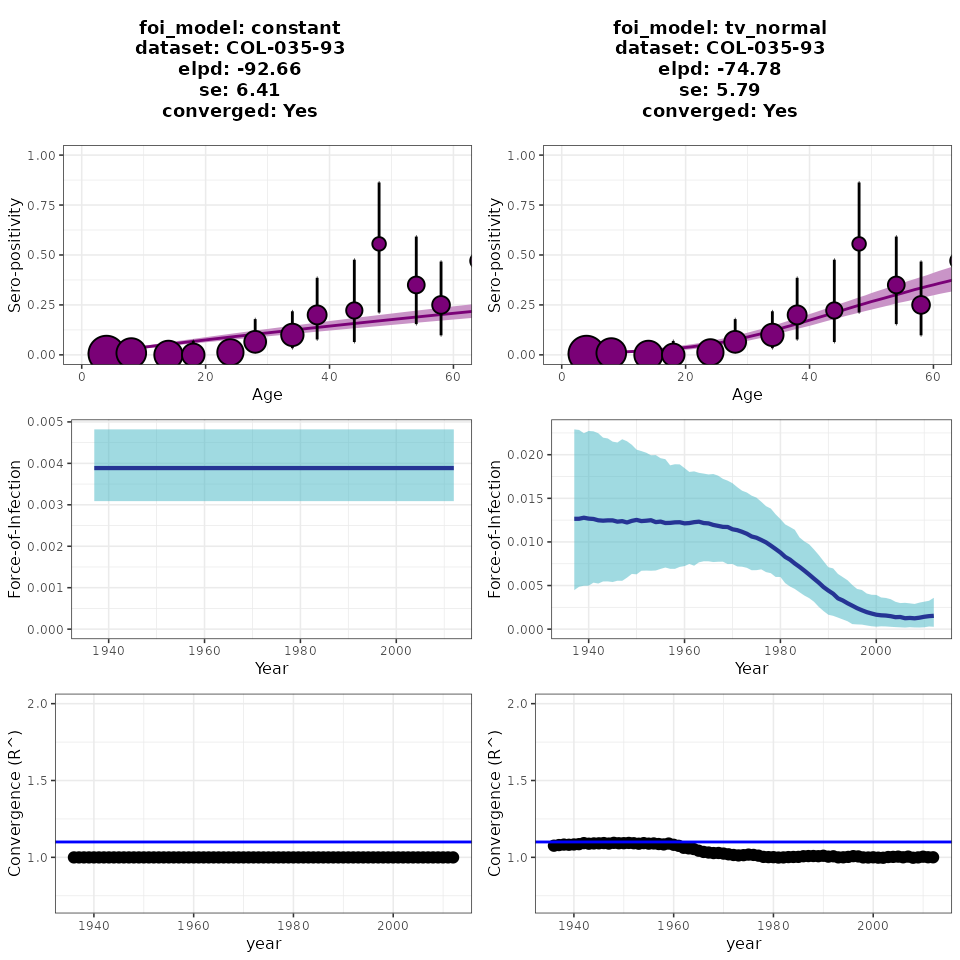 foi_model: constant
dataset: COL-035-93
elpd: -92.66
se: 6.41
converged: Yes
foi_model: tv_normal
dataset: COL-035-93
elpd: -74.78
se: 5.79
converged: Yes
Sero-positivity
1.00
0.75
0.50
0.25
0.00
0 20 40 60
Age
Sero-positivity
1.00
0.75
0.50
0.25
0.00
0 20 40 60
Age
Force-of-Infection
0.005
0.004
0.003
0.002
0.001
0.000
1940 1960 1980 2000
Year
Force-of-Infection
0.020
0.015
0.010
0.005
0.000
1940 1960 1980 2000
Year
Convergence (R^)
2.0
1.5
1.0
1940 1960 1980 2000
year
Convergence (R^)
2.0
1.5
1.0
1940 1960 1980 2000
year